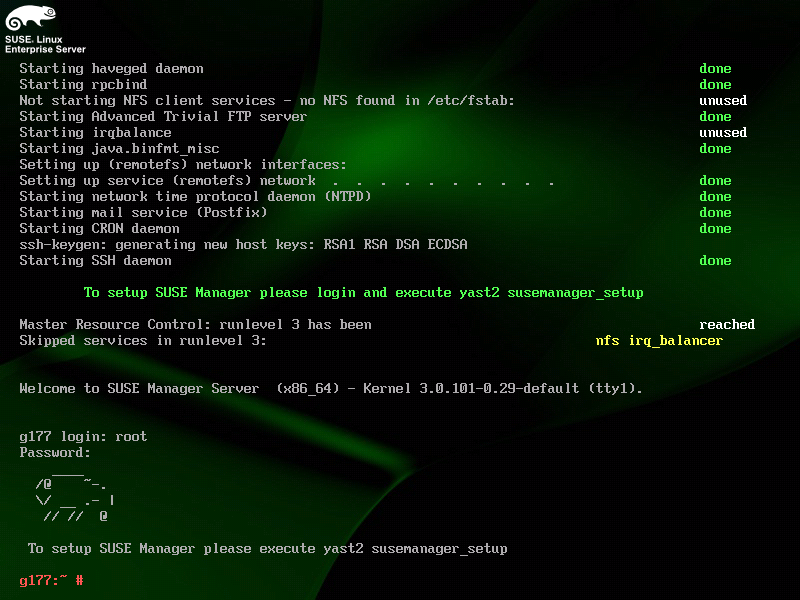 SUSE. Linux
Enterprise Server
Starting haveged daemon done
Starting rpcbind done
Not starting NFS client services - no NFS found in /etc/fstab: unused
Starting Advanced Trivial FTP server done
Starting irqbalance unused
Starting java.binfmt_misc done
Setting up (remotefs) network interfaces:
Setting up service (remotefs) network . . . . . . . . . . done
Starting network time protocol daemon (NTPD) done
Starting mail service (Postfix) done
Starting CRON daemon done
ssh-keygen: generating new host keys: RSA1 RSA DSA ECDSA
Starting SSH daemon done
To setup SUSE Manager please login and execute yast2 susemanager_setup
Master Resource Control: runlevel 3 has been reached
Skipped services in runlevel 3: nfs irq_balancer
Welcome to SUSE Manager Server  (x86_64) - Kernel 3.0.101-0.29-default (tty1).
g177 login: root
Password:
    ____
  /@    ~-.
  \/ __ .- |
   // //  @
To setup SUSE Manager please execute yast2 susemanager_setup
g177:~ #